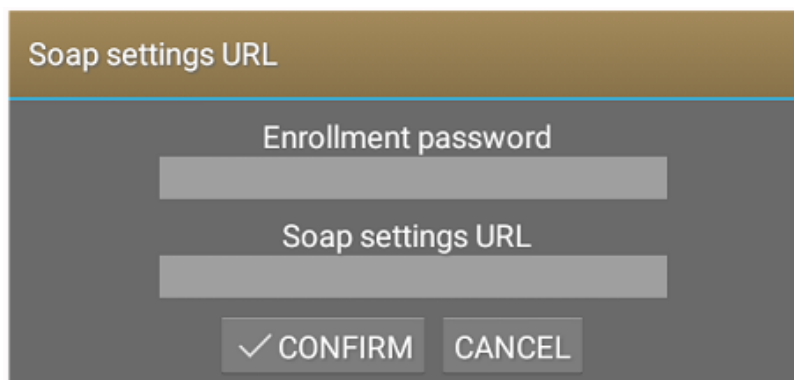 Soap settings URL
Enrollment password
Soap settings URL
CONFIRM CANCEL